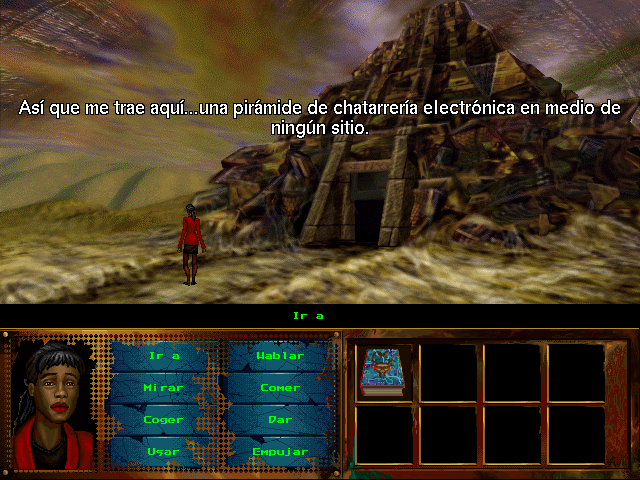 Así que me trae aquí...una pirámide de chatarrería electrónica en medio de
ningún sitio.
Ir a
Ir a
Hablar
Mirar
Comer
Coger
Dar
Usar
Empujar